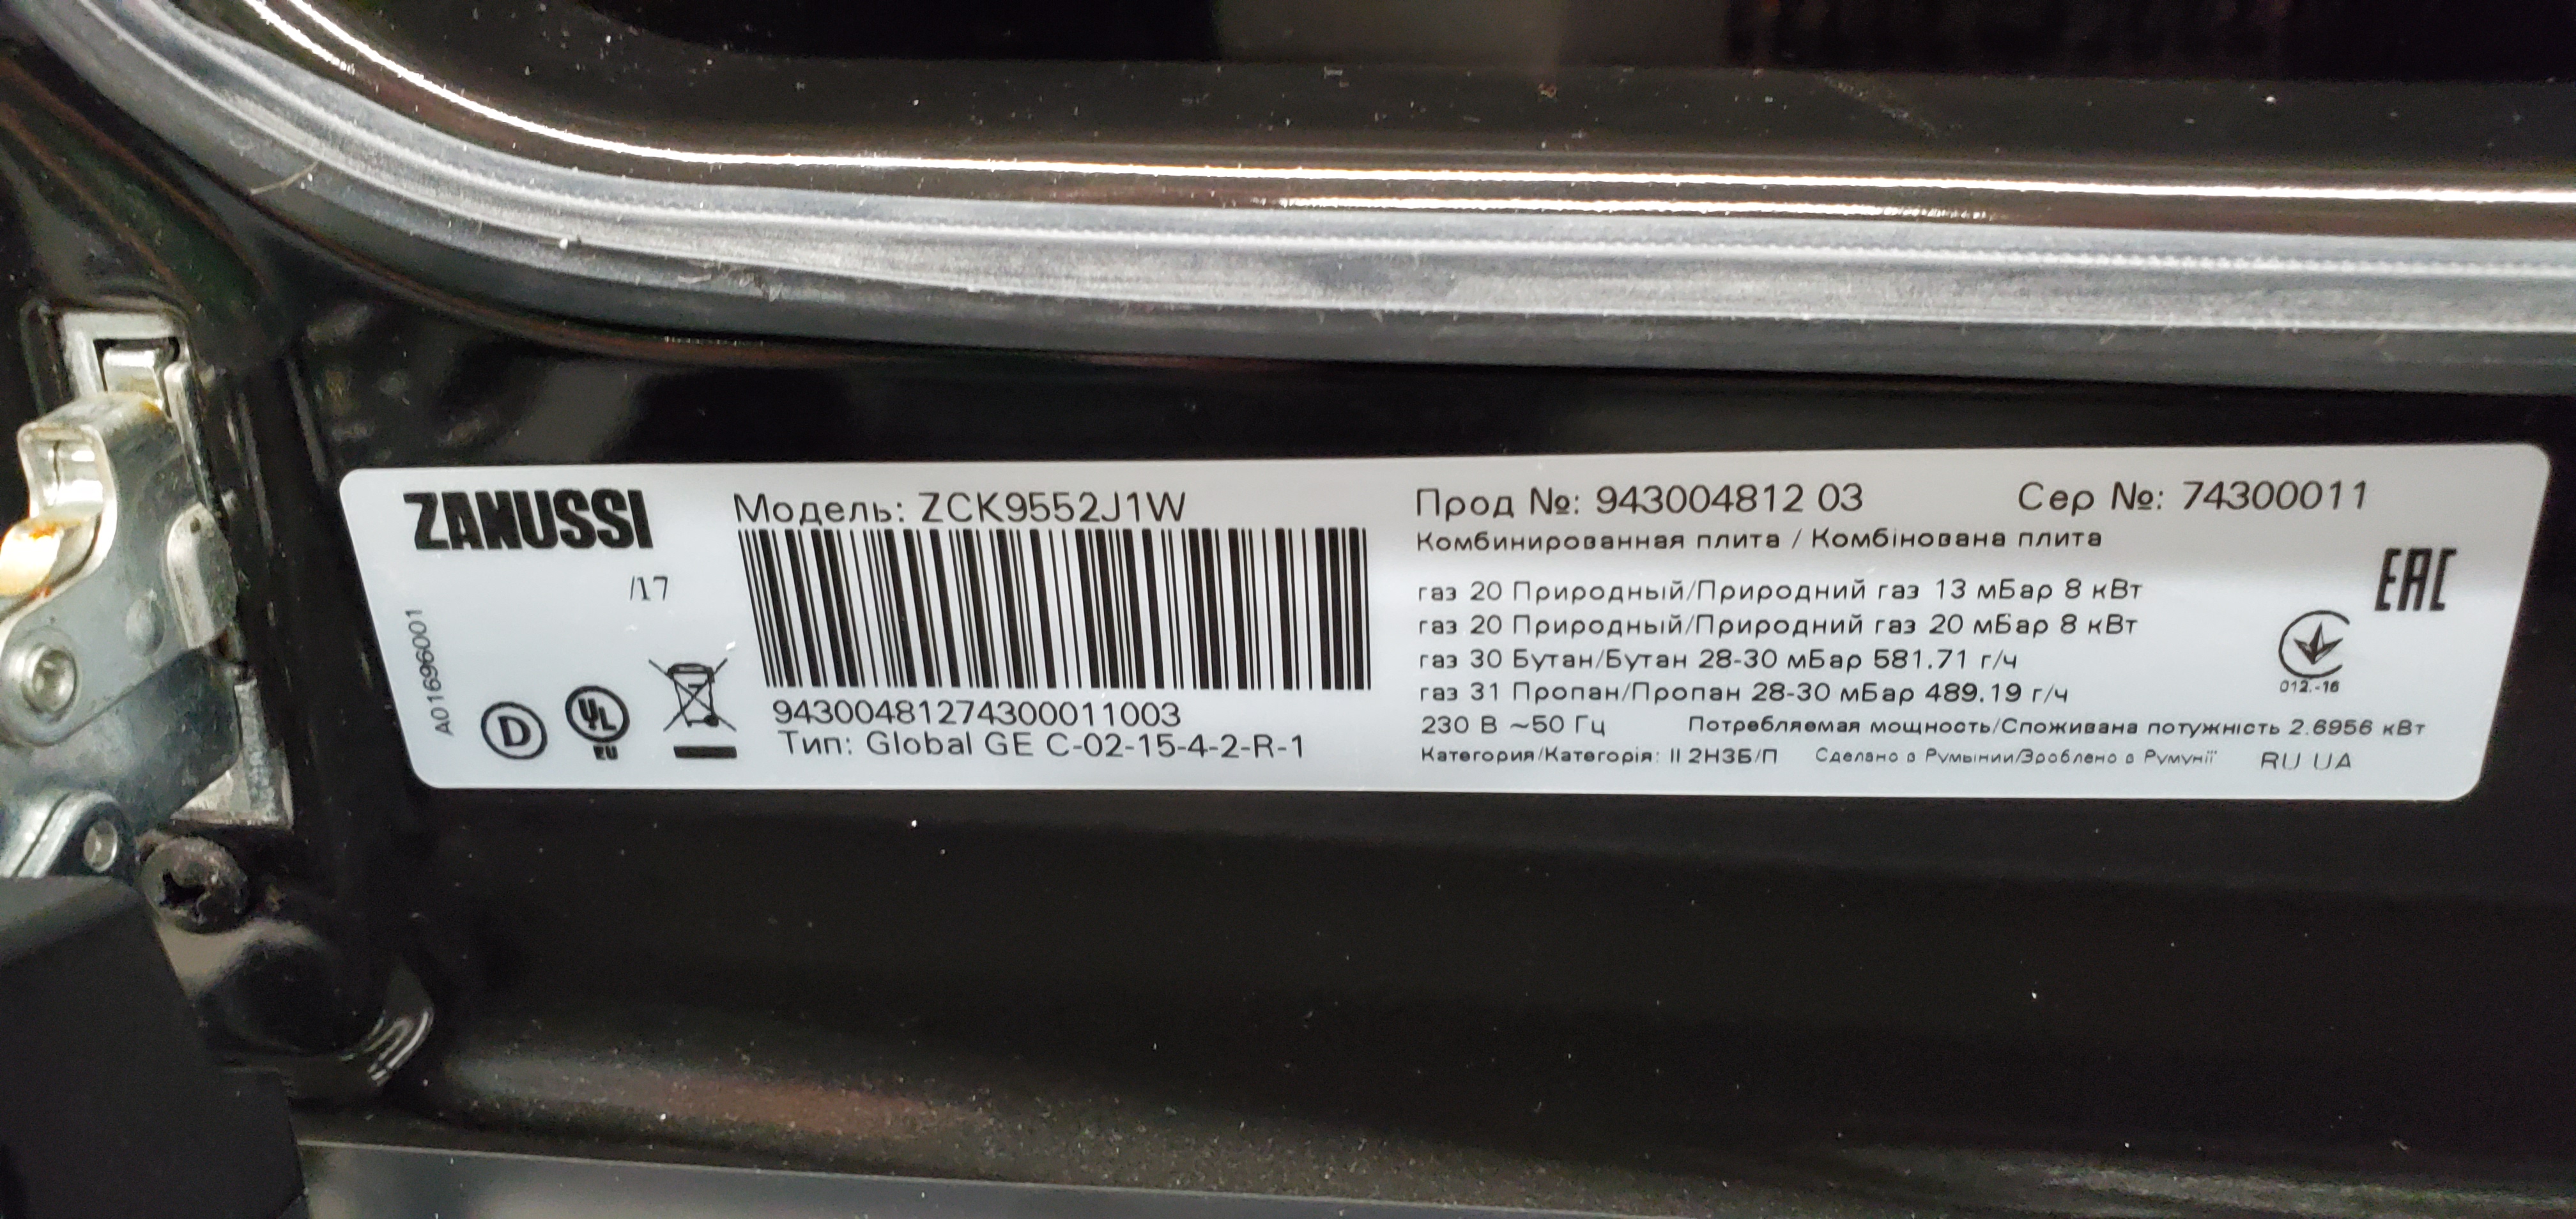 ZANUSSI
/17
A01696001
D
UL
EU
Модель: ZCK9552J1W
94300481274300011003
Тип: Global GE C-02-15-4-2-R-1
Прод №: 943004812 03 Сер №: 74300011
Комбинированная плита / Комбінована плита
газ 20 Природный/Природний газ 13 мБар 8 кВт
газ 20 Природный/Природний газ 20 мБар 8 кВт
газ 30 Бутан/Бутан 28-30 мБар 581.71 г/ч
газ 31 Пропан/Пропан 28-30 мБар 489.19 г/ч
230 В ~50 Гц Потребляемая мощность/Споживана потужність 2.6956 кВт
Категория/Категорія: II 2Н3Б/П Сделано в Румынии/Зроблено в Румунії RU UA
EAC
012.-16